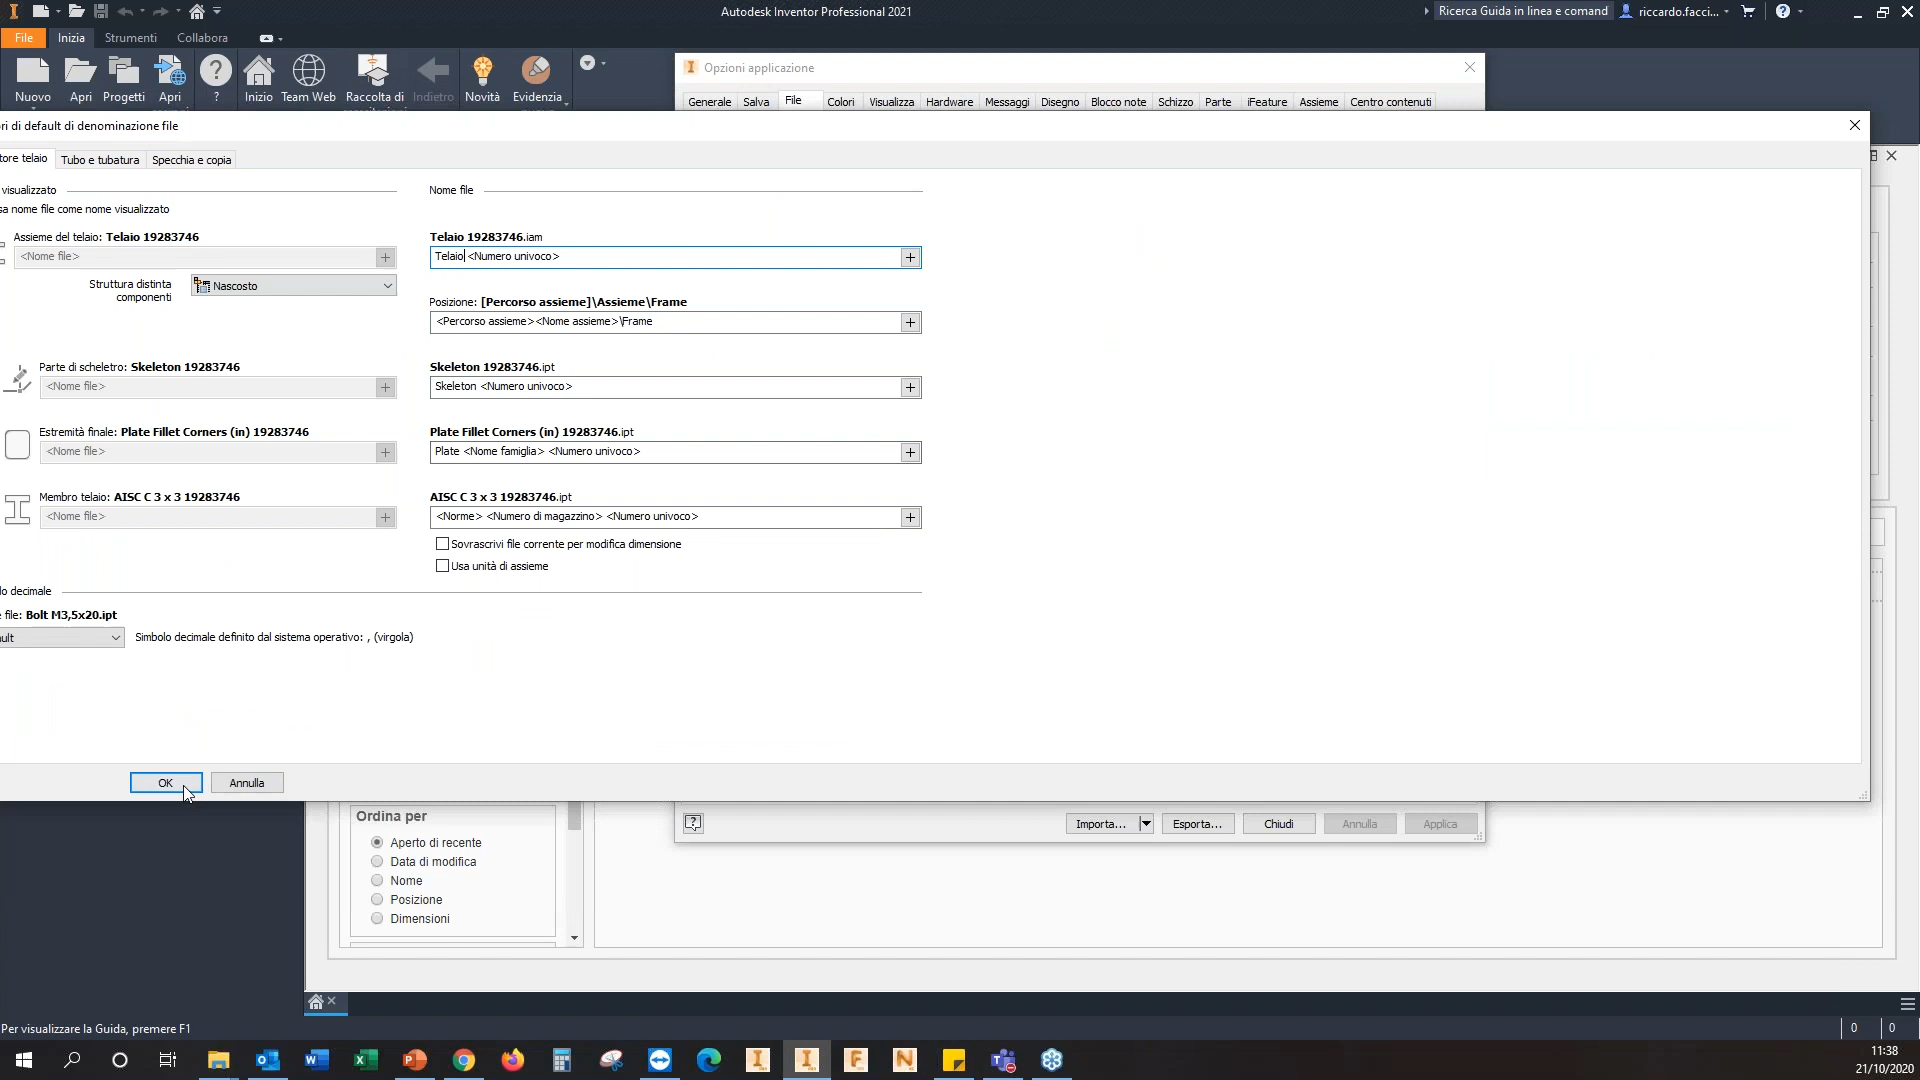 Autodesk Inventor Professional 2021
Ricerca Guida in linea e comand
riccardo.facci...
File
Inizia
Strumenti
Collabora
Nuovo
Apri
Progetti
Apri
?
Inizio
Team Web
Raccolta di
Indietro
Novità
Evidenzia
Opzioni applicazione
Generale
Salva
File
Colori
Visualizza
Hardware
Messaggi
Disegno
Blocco note
Schizzo
Parte
iFeature
Assieme
Centro contenuti
ri di default di denominazione file
tore telaio
Tubo e tubatura
Specchia e copia
visualizzato
Nome file
sa nome file come nome visualizzato
Assieme del telaio: Telaio 19283746
Telaio 19283746.iam
<Nome file>
Telaio <Numero univoco>
Struttura distinta
componenti
Nascosto
Posizione: [Percorso assieme]\Assieme\Frame
<Percorso assieme><Nome assieme>\Frame
Parte di scheletro: Skeleton 19283746
Skeleton 19283746.ipt
<Nome file>
Skeleton <Numero univoco>
Estremità finale: Plate Fillet Corners (in) 19283746
Plate Fillet Corners (in) 19283746.ipt
<Nome file>
Plate <Nome famiglia> <Numero univoco>
Membro telaio: AISC C 3 x 3 19283746
AISC C 3 x 3 19283746.ipt
<Nome file>
<Norme> <Numero di magazzino> <Numero univoco>
Sovrascrivi file corrente per modifica dimensione
Usa unità di assieme
lo decimale
e file: Bolt M3,5x20.ipt
ult
Simbolo decimale definito dal sistema operativo: , (virgola)
OK
Annulla
Ordina per
Aperto di recente
Data di modifica
Nome
Posizione
Dimensioni
Importa...
Esporta...
Chiudi
Annulla
Applica
Per visualizzare la Guida, premere F1
0
0
11:38
21/10/2020